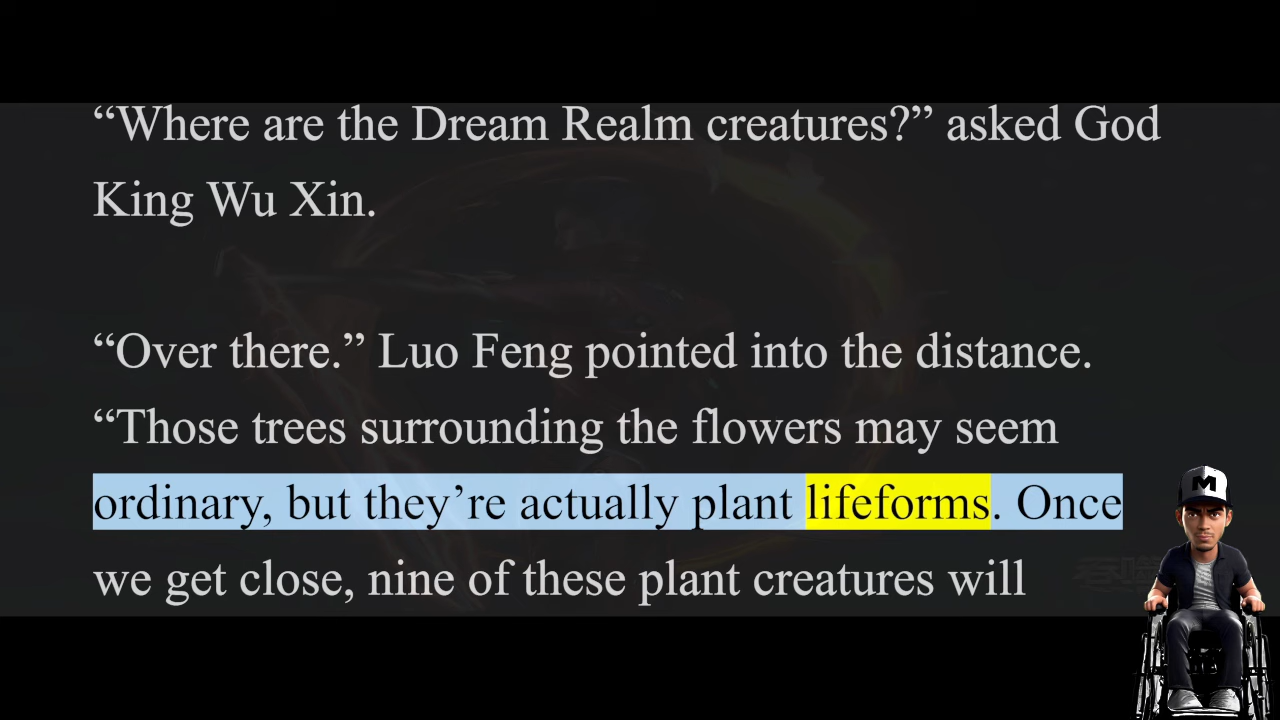 “Where are the Dream Realm creatures?” asked God
King Wu Xin.
“Over there.” Luo Feng pointed into the distance.
“Those trees surrounding the flowers may seem
ordinary, but they’re actually plant lifeforms. Once
we get close, nine of these plant creatures will
M